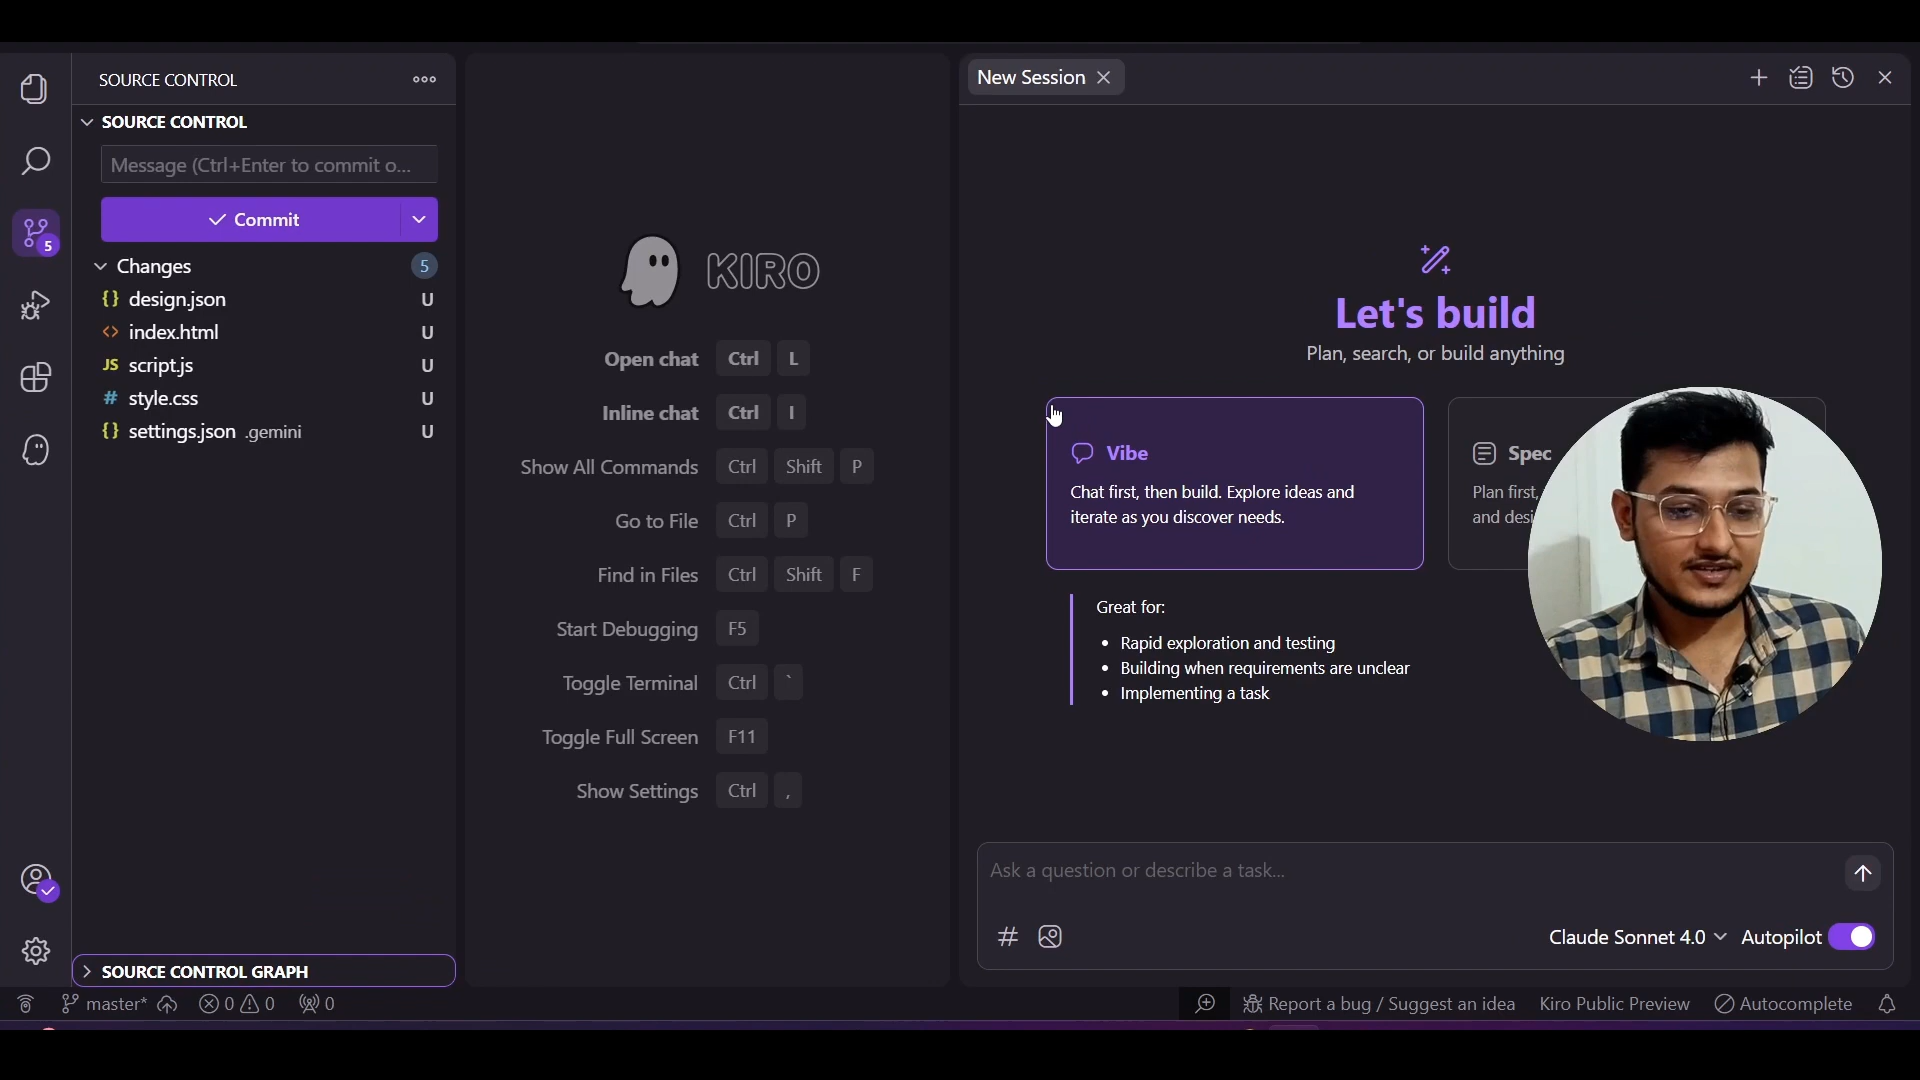 SOURCE CONTROL
SOURCE CONTROL
Message (Ctrl+Enter to commit o...
Commit
5
Changes 5
{} design.json U
<> index.html U
JS script.js U
# style.css U
{} settings.json .gemini U
SOURCE CONTROL GRAPH
KIRO
Open chat Ctrl L
Inline chat Ctrl I
Show All Commands Ctrl Shift P
Go to File Ctrl P
Find in Files Ctrl Shift F
Start Debugging F5
Toggle Terminal Ctrl `
Toggle Full Screen F11
Show Settings Ctrl ,
New Session
Let's build
Plan, search, or build anything
Vibe
Chat first, then build. Explore ideas and
iterate as you discover needs.
Spec
Plan first,
and
Great for:
• Rapid exploration and testing
• Building when requirements are unclear
• Implementing a task
Ask a question or describe a task...
# Claude Sonnet 4.0 Autopilot
master* 0 0 0 Report a bug / Suggest an idea Kiro Public Preview Autocomplete